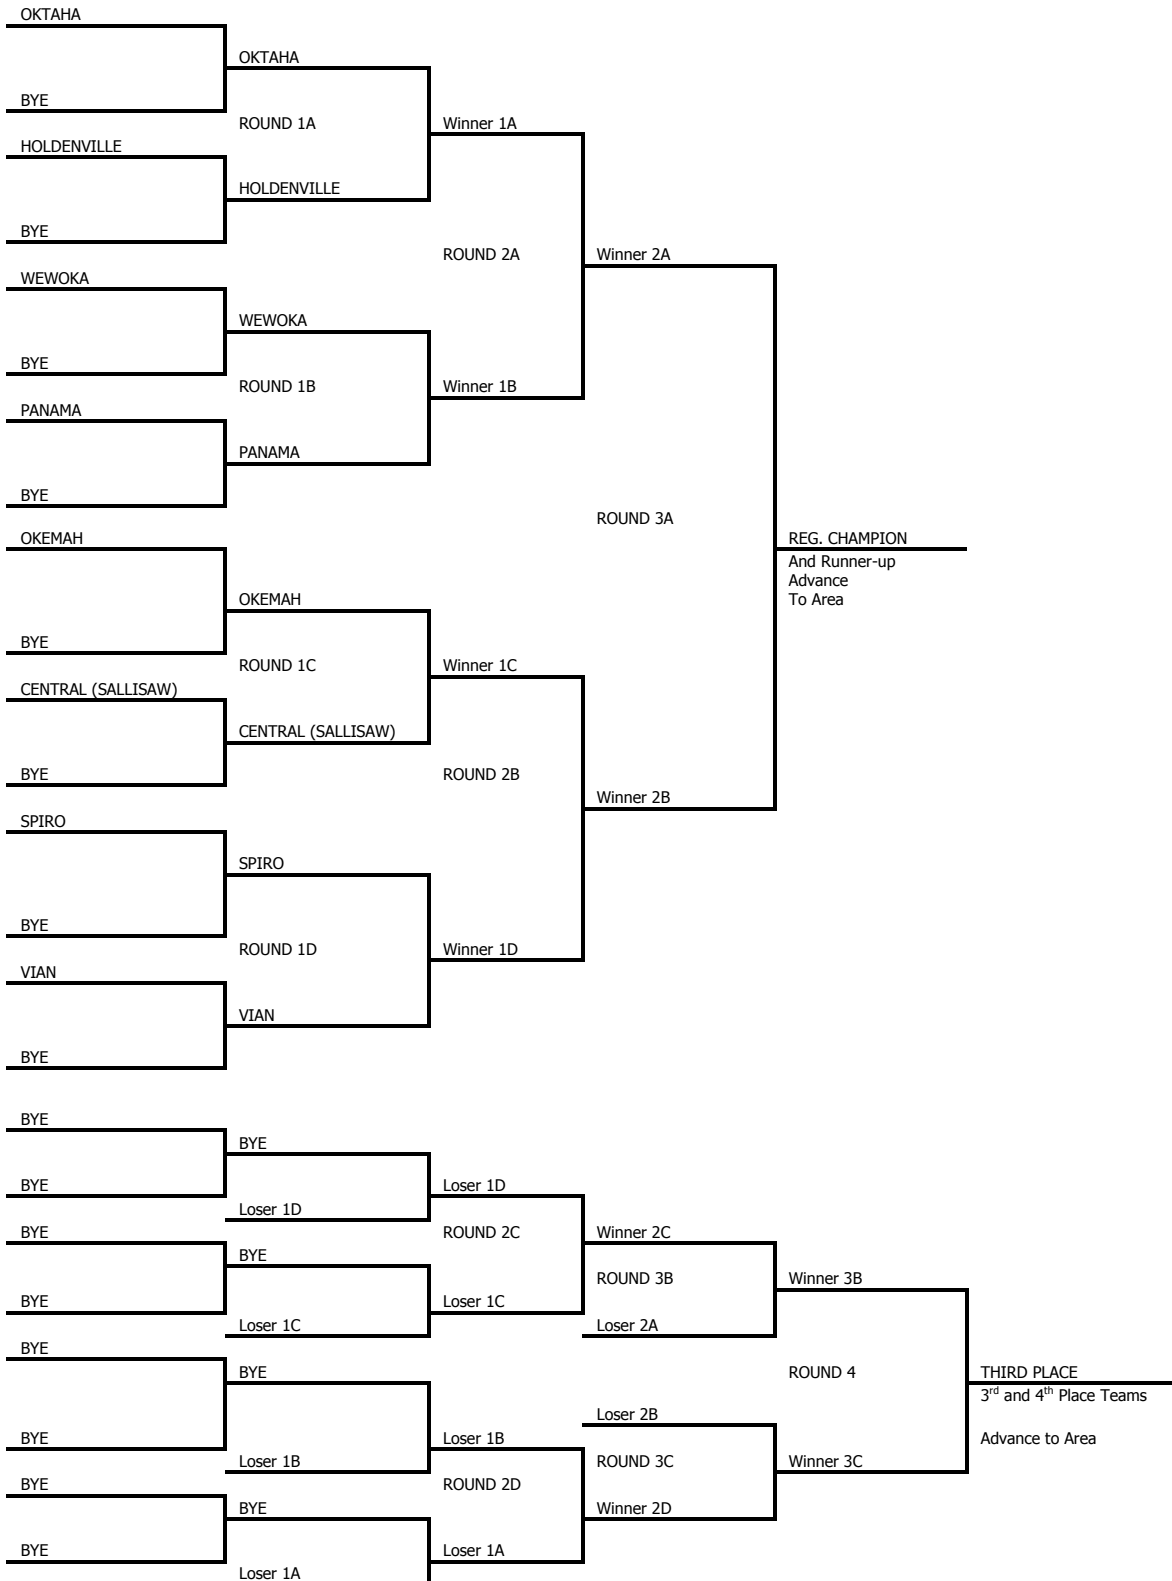 OKTAHA
OKTAHA
BYE
ROUND 1A
Winner 1A
HOLDENVILLE
HOLDENVILLE
BYE
ROUND 2A
Winner 2A
WEWOKA
WEWOKA
BYE
ROUND 1B
Winner 1B
PANAMA
PANAMA
BYE
ROUND 3A
OKEMAH
REG. CHAMPION
And Runner-up
Advance
To Area
OKEMAH
BYE
ROUND 1C
Winner 1C
CENTRAL (SALLISAW)
CENTRAL (SALLISAW)
BYE
ROUND 2B
Winner 2B
SPIRO
SPIRO
BYE
ROUND 1D
Winner 1D
VIAN
VIAN
BYE
BYE
BYE
BYE
Loser 1D
Loser 1D
BYE
ROUND 2C
Winner 2C
BYE
ROUND 3B
Winner 3B
BYE
Loser 1C
Loser 1C
Loser 2A
BYE
BYE
ROUND 4
THIRD PLACE
3rd and 4th Place Teams
Loser 2B
BYE
Loser 1B
Advance to Area
Loser 1B
ROUND 3C
Winner 3C
BYE
ROUND 2D
BYE
Winner 2D
BYE
Loser 1A
Loser 1A